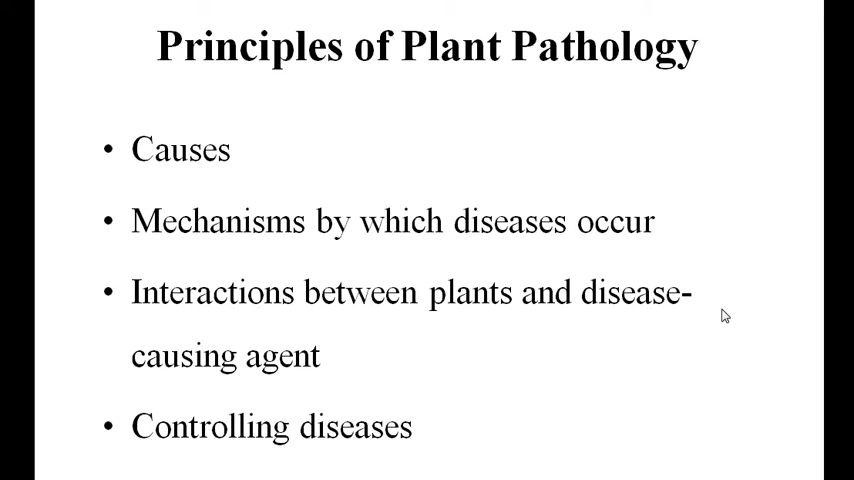 Principles of Plant Pathology
• Causes
• Mechanisms by which diseases occur
• Interactions between plants and disease-
causing agent
• Controlling diseases